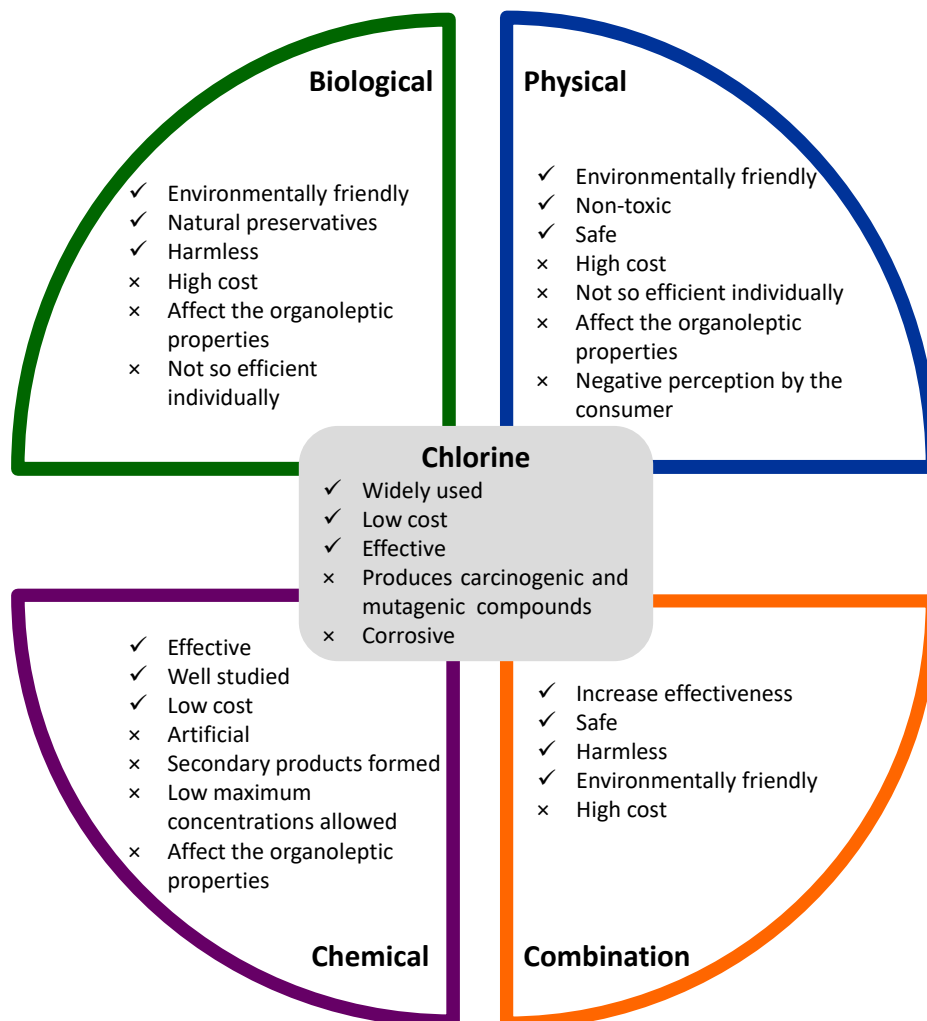 Biological
✓ Environmentally friendly
✓ Natural preservatives
✓ Harmless
× High cost
× Affect the organoleptic
properties
× Not so efficient
individually
Physical
✓ Environmentally friendly
✓ Non-toxic
✓ Safe
× High cost
× Not so efficient individually
× Affect the organoleptic
properties
× Negative perception by the
consumer
Chlorine
✓ Widely used
✓ Low cost
✓ Effective
× Produces carcinogenic and
mutagenic compounds
× Corrosive
✓ Effective
✓ Well studied
✓ Low cost
× Artificial
× Secondary products formed
× Low maximum
concentrations allowed
× Affect the organoleptic
properties
Chemical
✓ Increase effectiveness
✓ Safe
✓ Harmless
✓ Environmentally friendly
× High cost
Combination